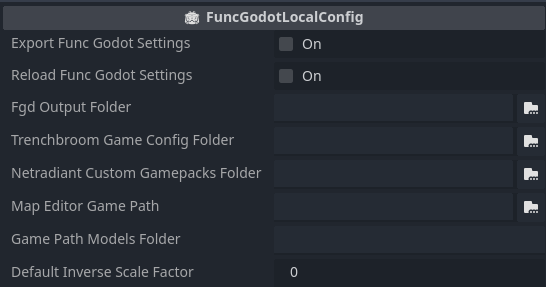 FuncGodotLocalConfig
Export Func Godot Settings On
Reload Func Godot Settings On
Fgd Output Folder
Trenchbroom Game Config Folder
Netradiant Custom Gamepacks Folder
Map Editor Game Path
Game Path Models Folder
Default Inverse Scale Factor 0